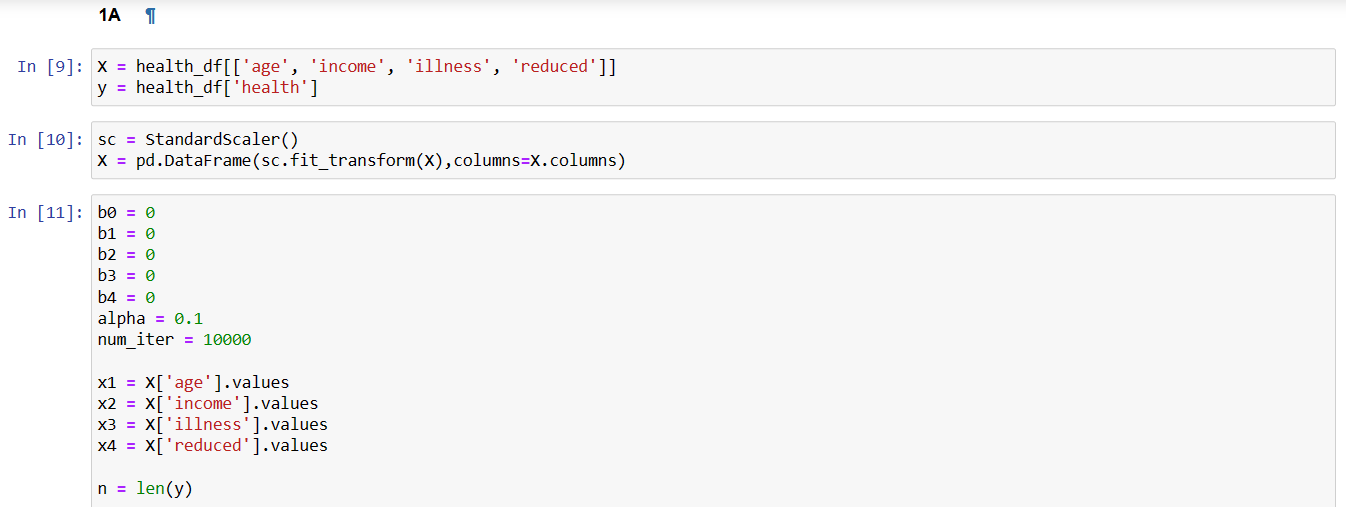 1A ¶
In [9]: X = health_df[['age', 'income', 'illness', 'reduced']]
y = health_df['health']
In [10]: sc = StandardScaler()
X = pd.DataFrame(sc.fit_transform(X),columns=X.columns)
In [11]: b0 = 0
b1 = 0
b2 = 0
b3 = 0
b4 = 0
alpha = 0.1
num_iter = 10000
x1 = X['age'].values
x2 = X['income'].values
x3 = X['illness'].values
x4 = X['reduced'].values
n = len(y)